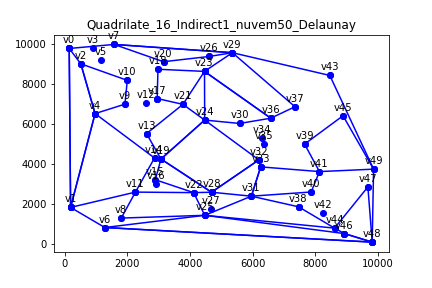 Quadrilate_16_Indirect1_nuvem50_Delaunay
v0 v3 v7
v2 v5 v20 v26 v29
v10 v23 v43
v9 v12 v17 v21
v4 v24 v30 v36 v37 v45
v13 v34 v39
v19 v32 v41 v49
v16 v40 v47
v1 v11 v22 v28 v31 v38
v8 v27 v42
v6 v44 v46 v48
10000
8000
6000
4000
2000
0
0 2000 4000 6000 8000 10000